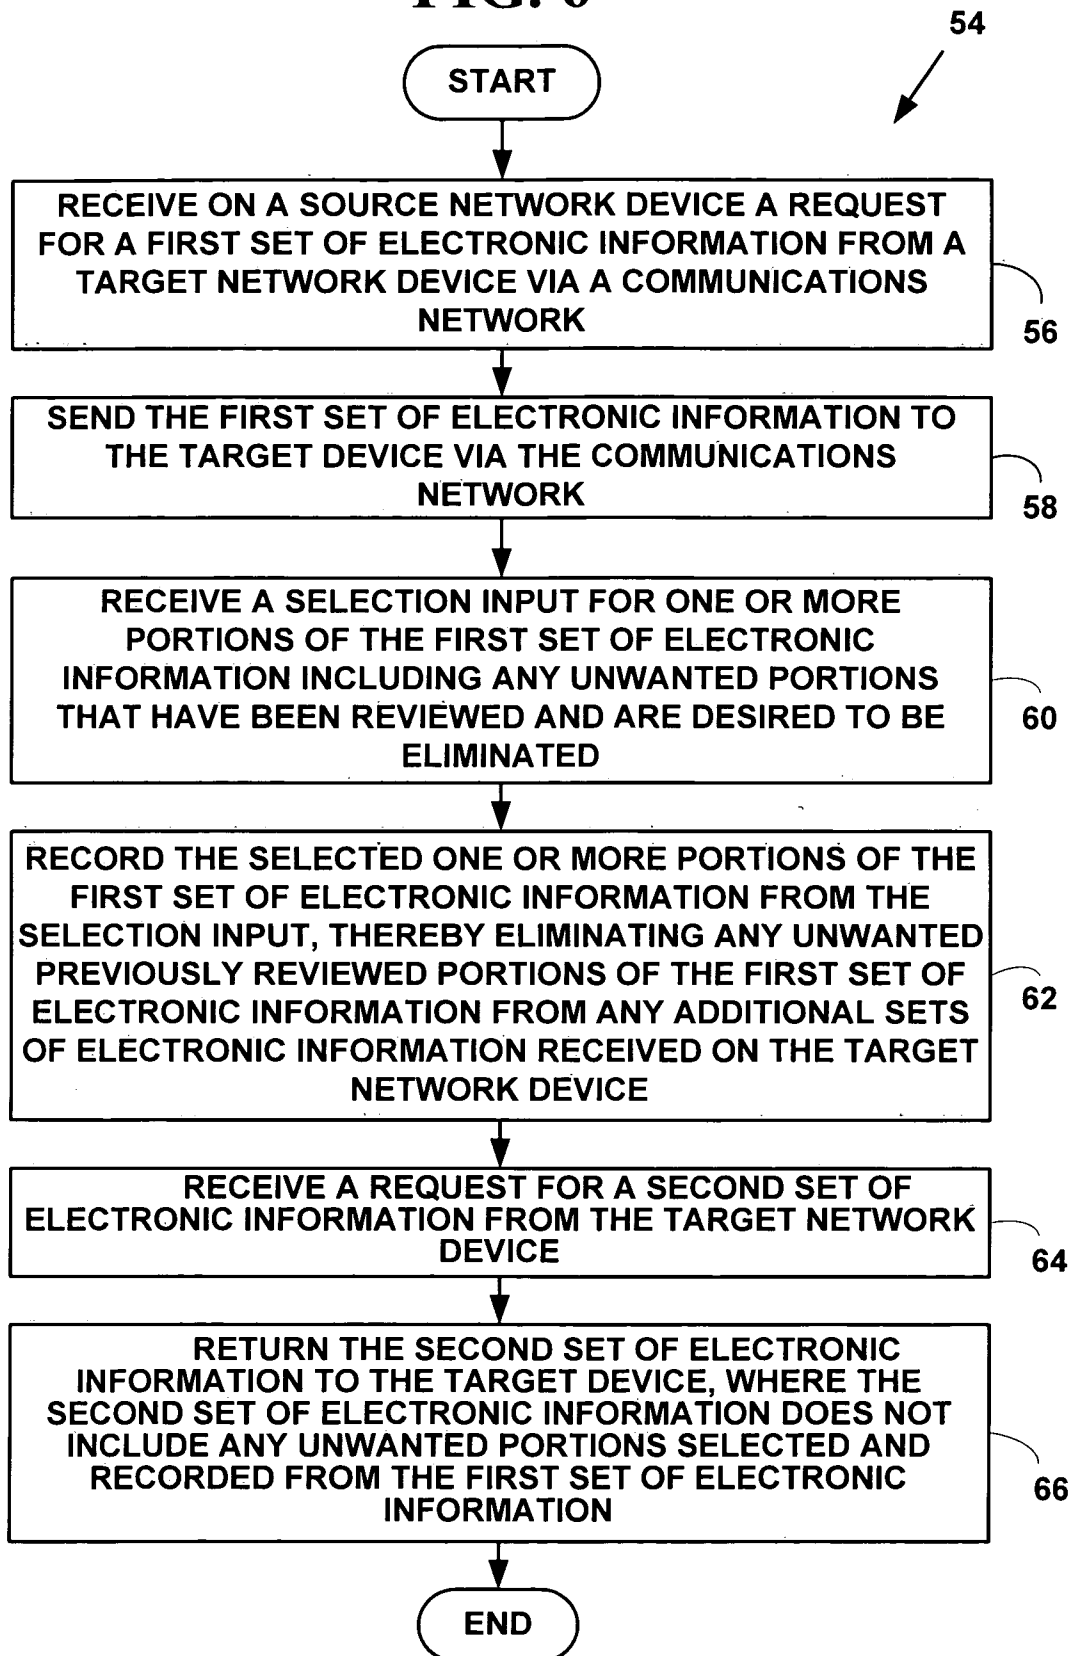 54
START
RECEIVE ON A SOURCE NETWORK DEVICE A REQUEST
FOR A FIRST SET OF ELECTRONIC INFORMATION FROM A
TARGET NETWORK DEVICE VIA A COMMUNICATIONS
NETWORK
56
SEND THE FIRST SET OF ELECTRONIC INFORMATION TO
THE TARGET DEVICE VIA THE COMMUNICATIONS
NETWORK
58
RECEIVE A SELECTION INPUT FOR ONE OR MORE
PORTIONS OF THE FIRST SET OF ELECTRONIC
INFORMATION INCLUDING ANY UNWANTED PORTIONS
THAT HAVE BEEN REVIEWED AND ARE DESIRED TO BE
ELIMINATED
60
RECORD THE SELECTED ONE OR MORE PORTIONS OF THE
FIRST SET OF ELECTRONIC INFORMATION FROM THE
SELECTION INPUT, THEREBY ELIMINATING ANY UNWANTED
PREVIOUSLY REVIEWED PORTIONS OF THE FIRST SET OF
ELECTRONIC INFORMATION FROM ANY ADDITIONAL SETS
OF ELECTRONIC INFORMATION RECEIVED ON THE TARGET
NETWORK DEVICE
62
RECEIVE A REQUEST FOR A SECOND SET OF
ELECTRONIC INFORMATION FROM THE TARGET NETWORK
DEVICE
64
RETURN THE SECOND SET OF ELECTRONIC
INFORMATION TO THE TARGET DEVICE, WHERE THE
SECOND SET OF ELECTRONIC INFORMATION DOES NOT
INCLUDE ANY UNWANTED PORTIONS SELECTED AND
RECORDED FROM THE FIRST SET OF ELECTRONIC
INFORMATION
66
END